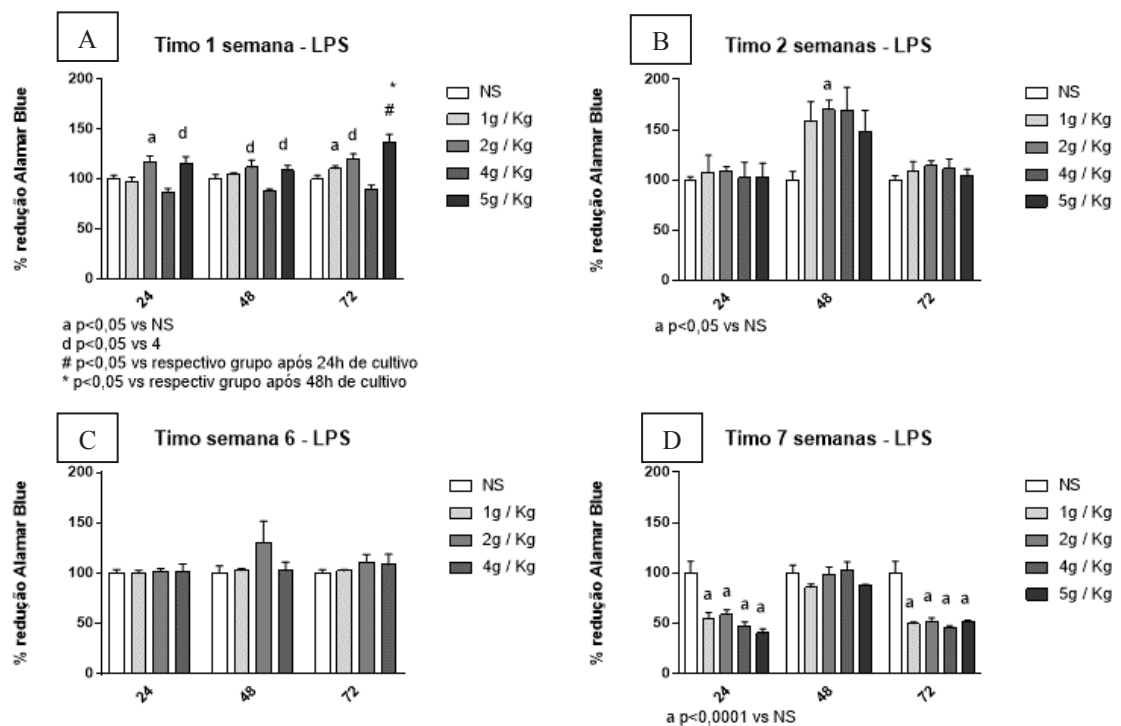 A
Timo 1 semana - LPS
% redução Alamar Blue
200
150
100
50
0
a
d
d
d
a
d
*
#
24
48
72
NS
1g / Kg
2g / Kg
4g / Kg
5g / Kg
a p<0,05 vs NS
d p<0,05 vs 4
# p<0,05 vs respectivo grupo após 24h de cultivo
* p<0,05 vs respectiv grupo após 48h de cultivo
B
Timo 2 semanas - LPS
% redução Alamar Blue
200
150
100
50
0
a
24
48
72
NS
1g / Kg
2g / Kg
4g / Kg
5g / Kg
a p<0,05 vs NS
C
Timo semana 6 - LPS
% redução Alamar Blue
200
150
100
50
0
24
48
72
NS
1g / Kg
2g / Kg
4g / Kg
D
Timo 7 semanas - LPS
% redução Alamar Blue
200
150
100
50
0
a a a a
a a a a
24
48
72
NS
1g / Kg
2g / Kg
4g / Kg
5g / Kg
a p<0,0001 vs NS